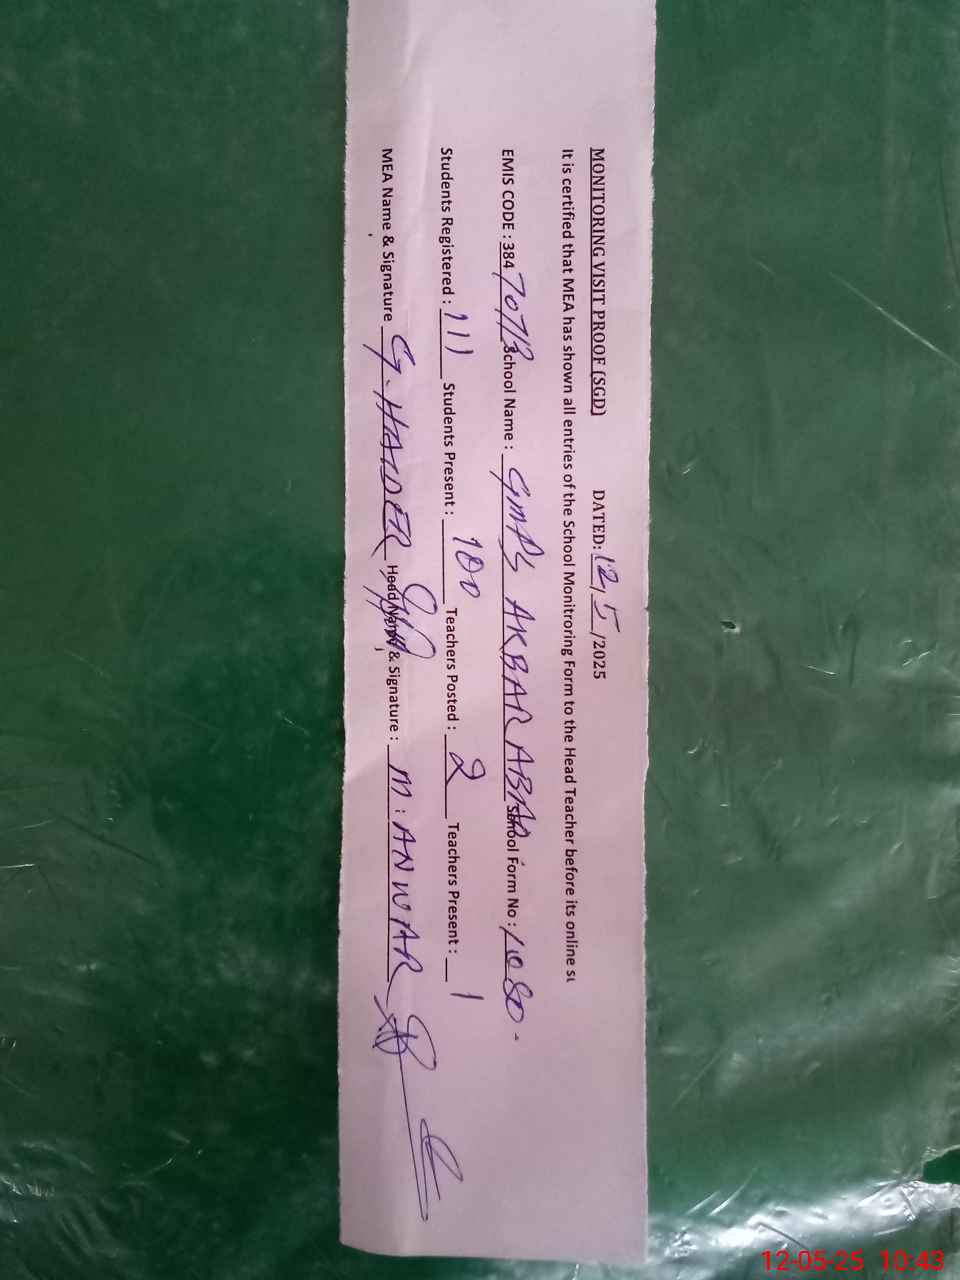 MONITORING VISIT PROOF (SGD) DATED: 12/5/2025
It is certified that MEA has shown all entries of the School Monitroring Form to the Head Teacher before its online
EMIS CODE : 38470713 School Name : GMPS AKBAR ABAD School Form No : 1080
Students Registered : 111 Students Present : 100 Teachers Posted : 2 Teachers Present : 1
MEA Name & Signature G. HAIDER Head Name & Signature : M: ANWAR
12-05-25 10:43